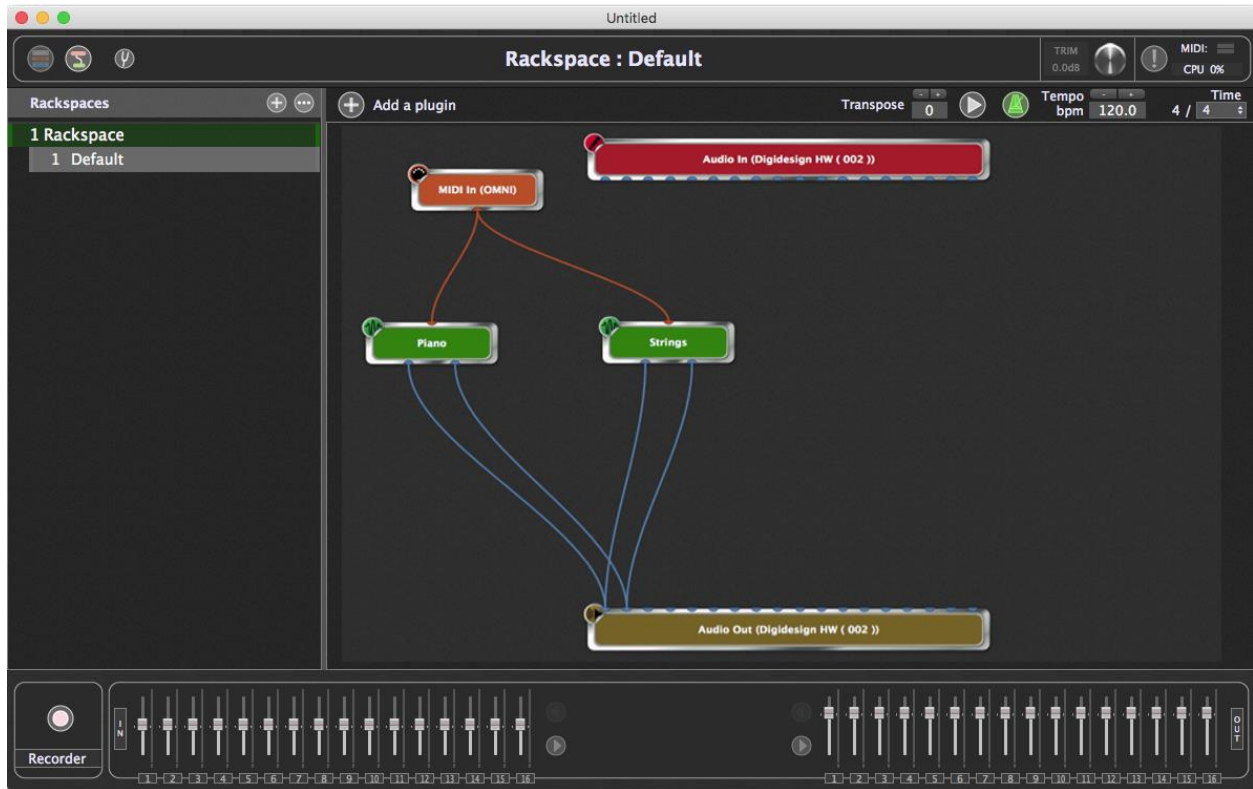 Untitled
Rackspace : Default
TRIM
0.0dB
MIDI:
CPU 0%
Rackspaces
Add a plugin
Transpose
- +
0
Tempo
bpm
- +
120.0
Time
4 / 4
1 Rackspace
1 Default
Audio In (Digidesign HW ( 002 ))
MIDI In (OMNI)
Piano
Strings
Audio Out (Digidesign HW ( 002 ))
Recorder
IN
1 2 3 4 5 6 7 8 9 10 11 12 13 14 15 16
1 2 3 4 5 6 7 8 9 10 11 12 13 14 15 16
OUT